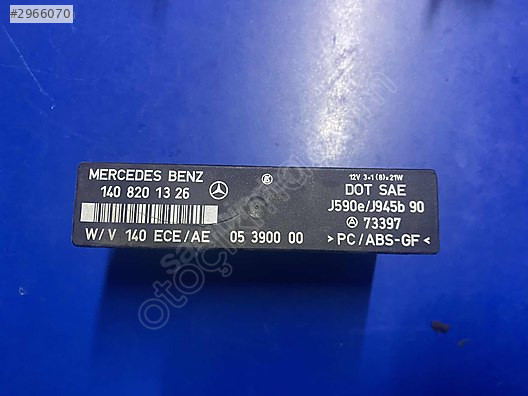 #2966070
MERCEDES BENZ
140 820 13 26
W/V 140 ECE/AE 05 3900 00
12V 3+1 (8)x21W
DOT SAE
J590e/J945b 90
A 73397
>PC/ABS-GF<